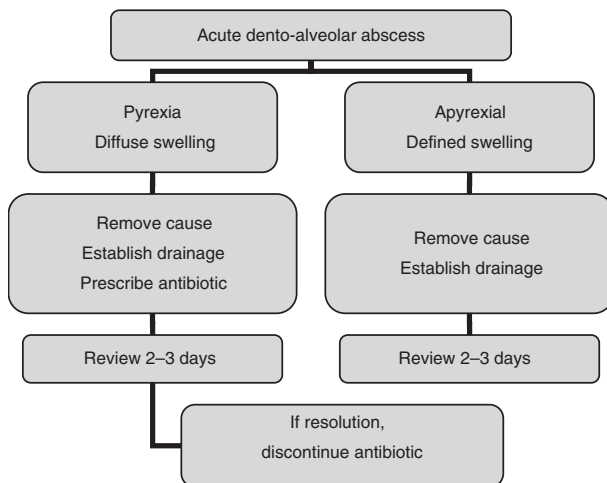 Acute dento-alveolar abscess
Pyrexia
Diffuse swelling
Apyrexial
Defined swelling
Remove cause
Establish drainage
Prescribe antibiotic
Remove cause
Establish drainage
Review 2–3 days
Review 2–3 days
If resolution,
discontinue antibiotic